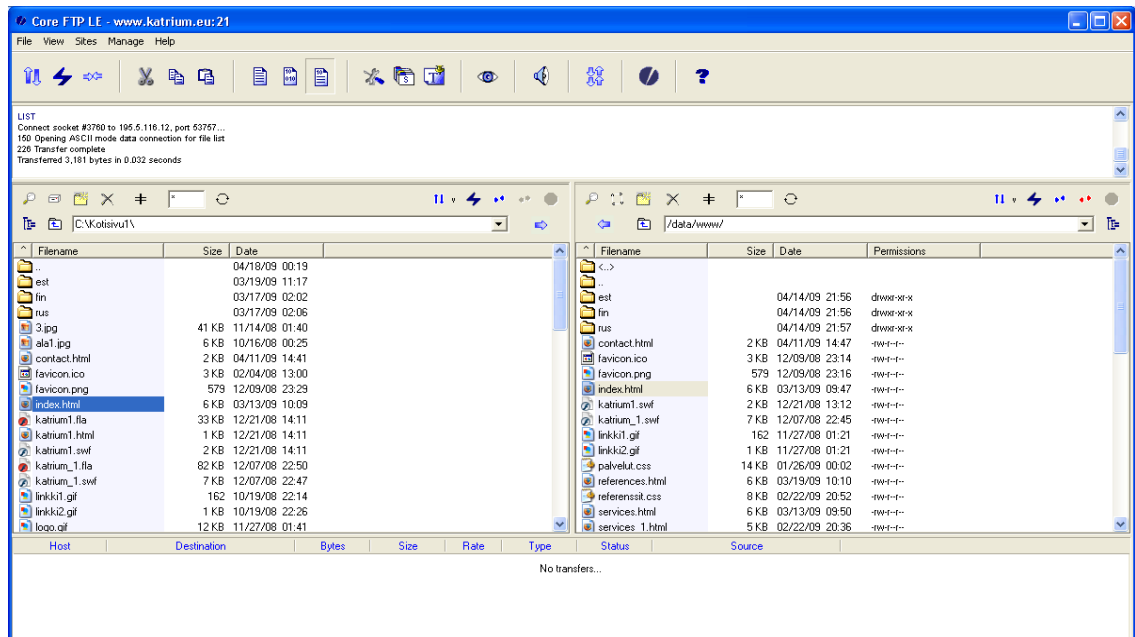 Core FTP LE - www.katrium.eu:21
File View Sites Manage Help
LIST
Connect socket #3760 to 195.5.116.12, port 53757...
150 Opening ASCII mode data connection for file list
226 Transfer complete
Transferred 3,181 bytes in 0.032 seconds
C:\Kotisivu1\
Filename Size Date
..  04/18/09 00:19
est 03/19/09 11:17
fin 03/17/09 02:02
rus 03/17/09 02:06
3.jpg 41 KB 11/14/08 01:40
ala1.jpg 6 KB 10/16/08 00:25
contact.html 2 KB 04/11/09 14:41
favicon.ico 3 KB 02/04/08 13:00
favicon.png 579 12/09/08 23:29
index.html 6 KB 03/13/09 10:09
katrium1.fla 33 KB 12/21/08 14:11
katrium1.html 1 KB 12/21/08 14:11
katrium1.swf 2 KB 12/21/08 14:11
katrium_1.fla 82 KB 12/07/08 22:50
katrium_1.swf 7 KB 12/07/08 22:47
linkki1.gif 162 10/19/08 22:14
linkki2.gif 1 KB 10/19/08 22:26
logo.gif 12 KB 11/27/08 01:41
/data/www/
Filename Size Date Permissions
<..>
..
est 04/14/09 21:56 drwxr-xr-x
fin 04/14/09 21:56 drwxr-xr-x
rus 04/14/09 21:57 drwxr-xr-x
contact.html 2 KB 04/11/09 14:47 -rw-r--r--
favicon.ico 3 KB 12/09/08 23:14 -rw-r--r--
favicon.png 579 12/09/08 23:16 -rw-r--r--
index.html 6 KB 03/13/09 09:47 -rw-r--r--
katrium1.swf 2 KB 12/21/08 13:12 -rw-r--r--
katrium_1.swf 7 KB 12/07/08 22:45 -rw-r--r--
linkki1.gif 162 11/27/08 01:21 -rw-r--r--
linkki2.gif 1 KB 11/27/08 01:21 -rw-r--r--
palvelut.css 14 KB 01/26/09 00:02 -rw-r--r--
references.html 6 KB 03/19/09 10:10 -rw-r--r--
referenssit.css 8 KB 02/22/09 20:52 -rw-r--r--
services.html 6 KB 03/13/09 09:50 -rw-r--r--
services_1.html 5 KB 02/22/09 20:36 -rw-r--r--
Host Destination Bytes Size Rate Type Status Source
No transfers...